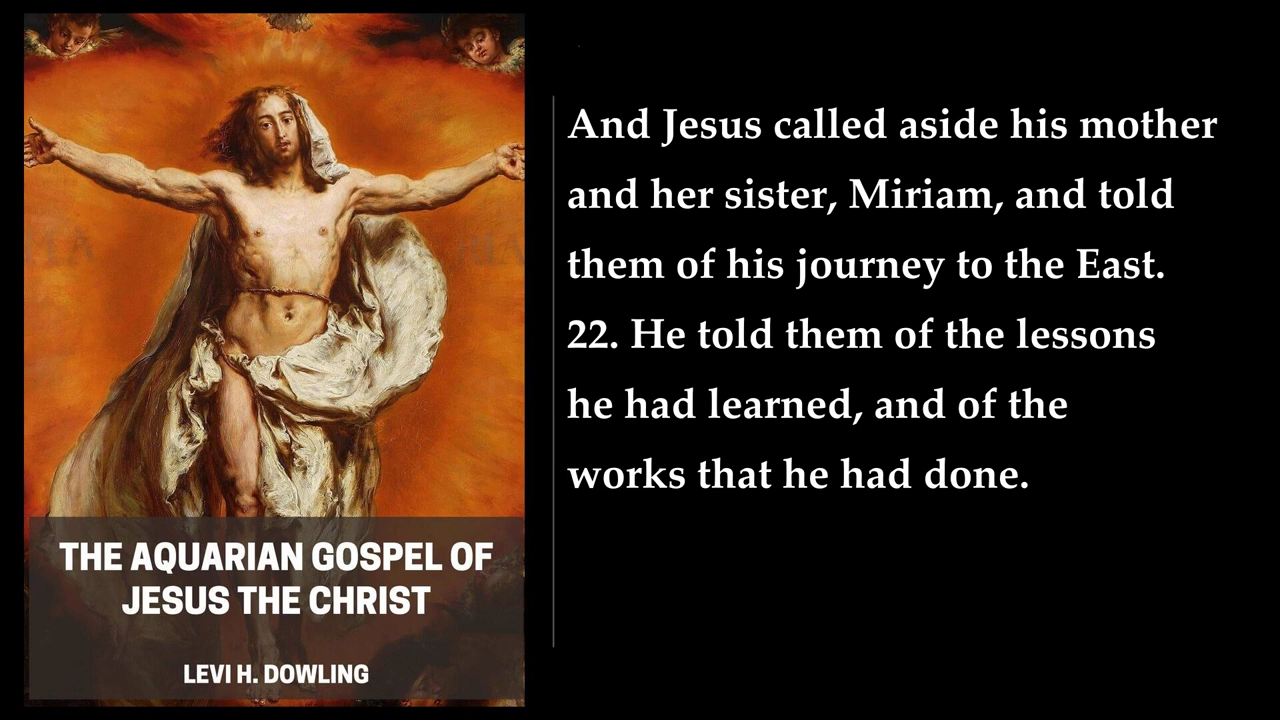 THE AQUARIAN GOSPEL OF
JESUS THE CHRIST
LEVI H. DOWLING
And Jesus called aside his mother
and her sister, Miriam, and told
them of his journey to the East.
22. He told them of the lessons
he had learned, and of the
works that he had done.